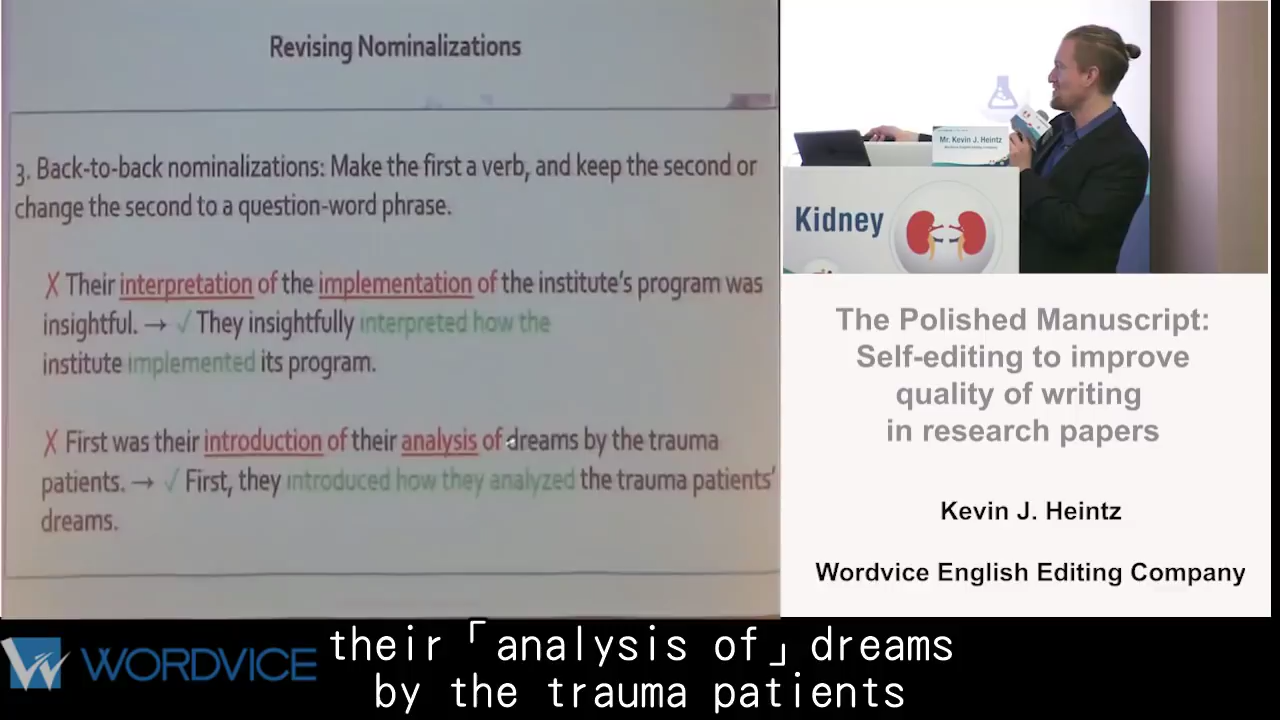 Revising Nominalizations
3. Back-to-back nominalizations: Make the first a verb, and keep the second or
change the second to a question-word phrase.
✗ Their interpretation of the implementation of the institute's program was
insightful. → ✓ They insightfully interpreted how the
institute implemented its program.
✗ First was their introduction of their analysis of dreams by the trauma
patients. → ✓ First, they introduced how they analyzed the trauma patients'
dreams.
Mr. Kevin J. Heintz
Kidney
The Polished Manuscript:
Self-editing to improve
quality of writing
in research papers
Kevin J. Heintz
Wordvice English Editing Company
WORDVICE
their「analysis of」dreams
by the trauma patients